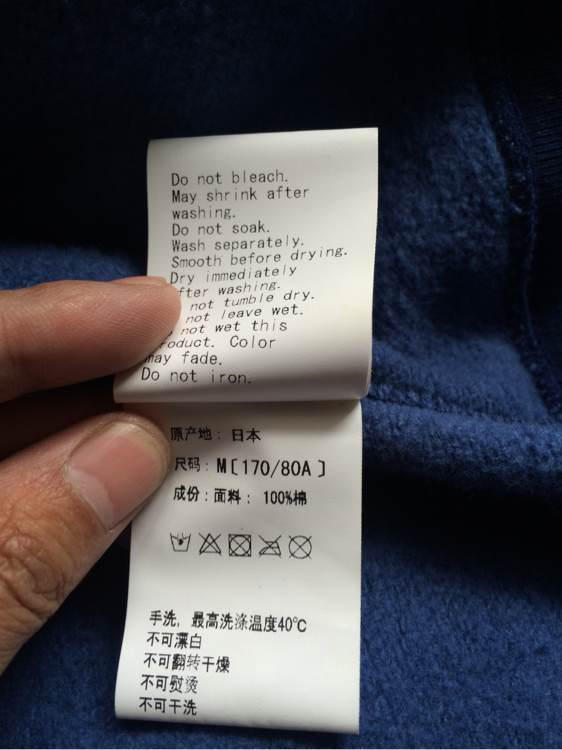 Do not bleach.
May shrink after
washing.
Do not soak.
Wash separately.
Smooth before drying.
Dry immediately
fter washing.
not tumble dry.
not leave wet.
not wet this
roduct. Color
may fade.
Do not iron.
原产地：日本
尺码：M[170/80A]
成份：面料：100%棉
手洗，最高洗涤温度40℃
不可漂白
不可翻转干燥
不可熨烫
不可干洗